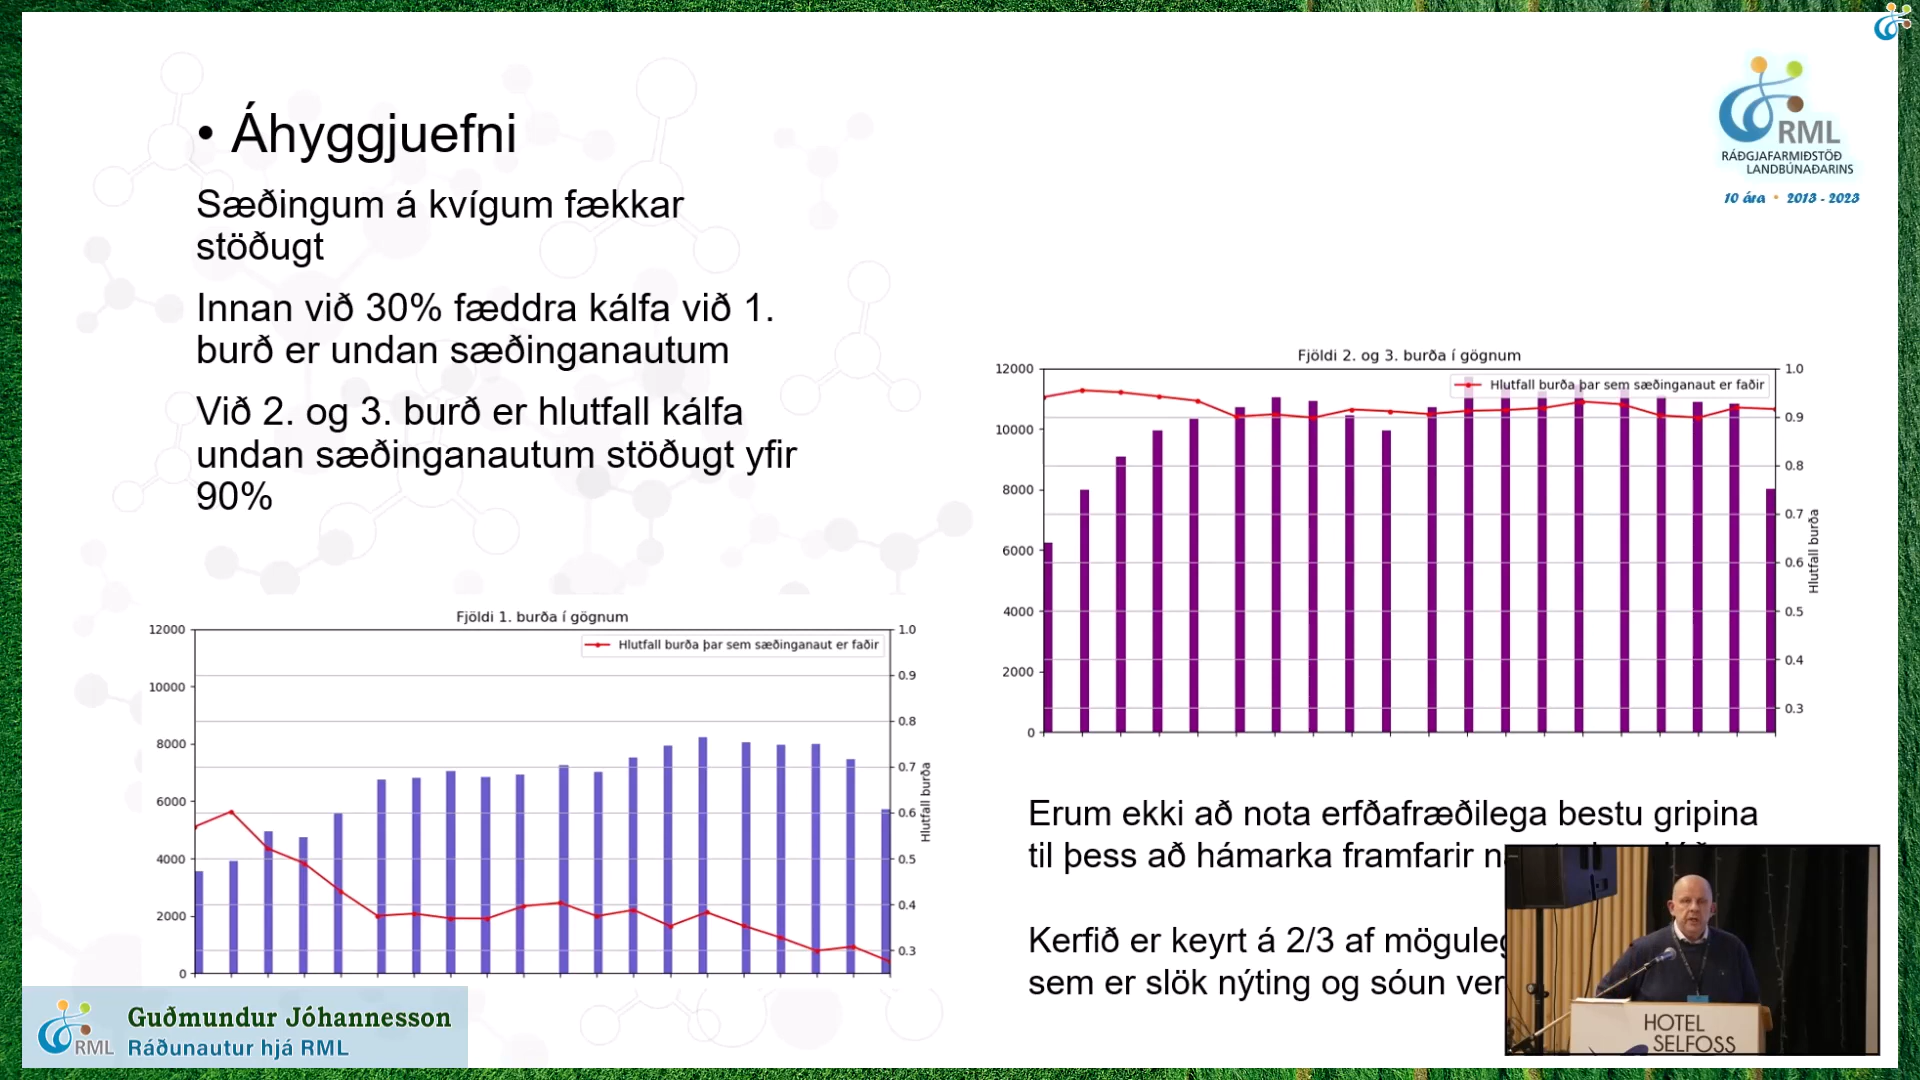 • Áhyggjuefni
Sæðingum á kvígum fækkar
stöðugt
Innan við 30% fæddra kálfa við 1.
burð er undan sæðinganautum
Við 2. og 3. burð er hlutfall kálfa
undan sæðinganautum stöðugt yfir
90%
RML
RÁÐGJAFARMIÐSTÖÐ
LANDBÚNAÐARINS
10 ára • 2013 - 2023
Fjöldi 2. og 3. burða í gögnum
Hlutfall burða þar sem sæðinganaut er faðir
12000
10000
8000
6000
4000
2000
0
1.0
0.9
0.8
0.7
0.6
0.5
0.4
0.3
Hlutfall burða
Fjöldi 1. burða í gögnum
Hlutfall burða þar sem sæðinganaut er faðir
12000
10000
8000
6000
4000
2000
0
1.0
0.9
0.8
0.7
0.6
0.5
0.4
0.3
Hlutfall burða
Erum ekki að nota erfðafræðilega bestu gripina
til þess að hámarka framfarir
Kerfið er keyrt á 2/3 af
sem er slök nýting og sóun
HOTEL
SELFOSS
RML
Guðmundur Jóhannesson
Ráðunautur hjá RML